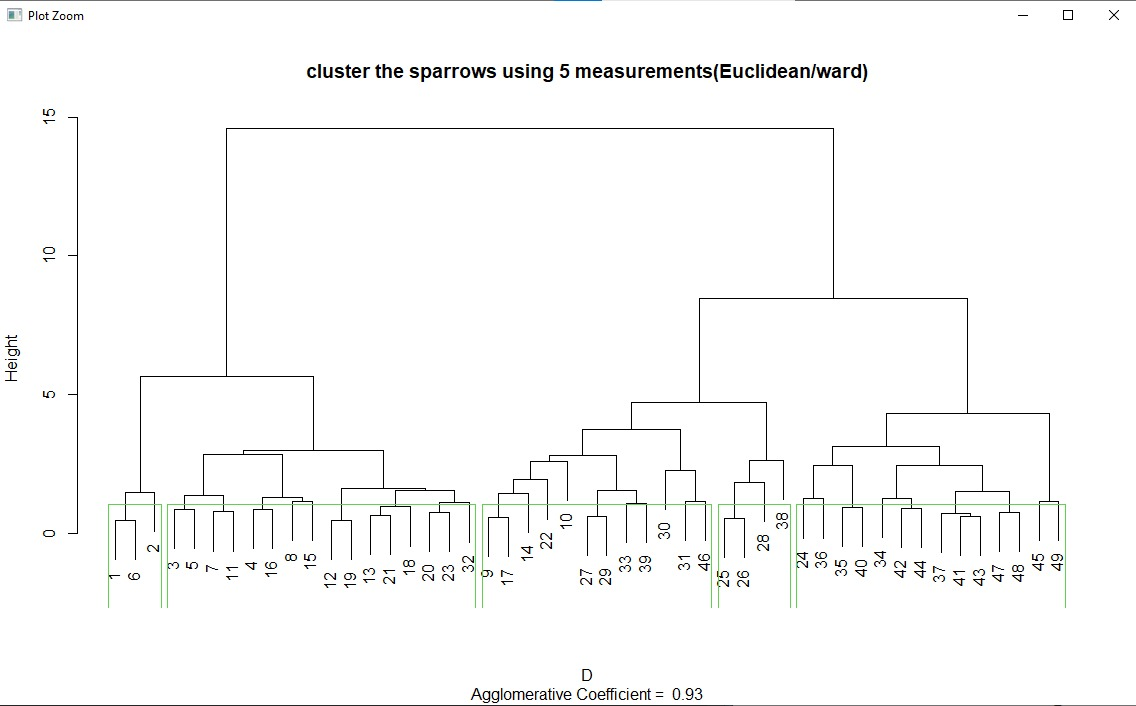 Plot Zoom
cluster the sparrows using 5 measurements(Euclidean/ward)
15
10
5
0
Height
1 6 2 3 5 7 11 4 16 8 15 12 19 13 21 18 20 23 32 9 17 14 22 10 27 29 33 39 30 31 46 25 26 28 38 24 36 35 40 34 42 44 37 41 43 47 48 45 49
D
Agglomerative Coefficient = 0.93